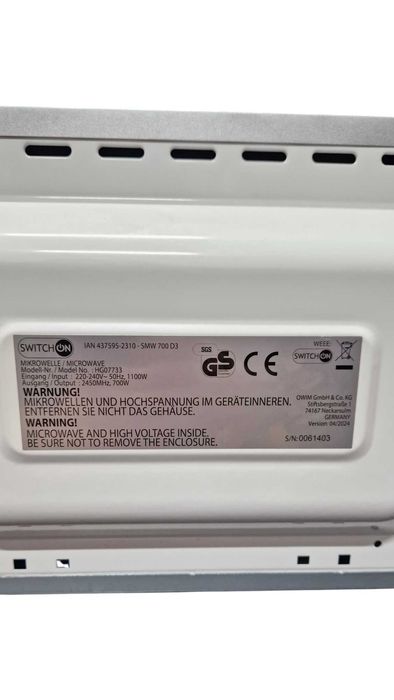 SWITCH ON
IAN 437595-2310 - SMW 700 D3
MIKROWELLE / MICROWAVE
Modell-Nr. / Model No. : HG07733
Eingang / Input : 220-240V~ 50Hz, 1100W
Ausgang / Output : 2450MHz, 700W
WARNUNG!
MIKROWELLEN UND HOCHSPANNUNG IM GERÄTEINNEREN.
ENTFERNEN SIE NICHT DAS GEHÄUSE.
WARNING!
MICROWAVE AND HIGH VOLTAGE INSIDE.
BE SURE NOT TO REMOVE THE ENCLOSURE.
SGS
GS CE
WEEE:
SWITCH ON
OWIM GmbH & Co. KG
Stiftsbergstraße 1
74167 Neckarsulm
GERMANY
Version: 04/2024
S/N: 0061403